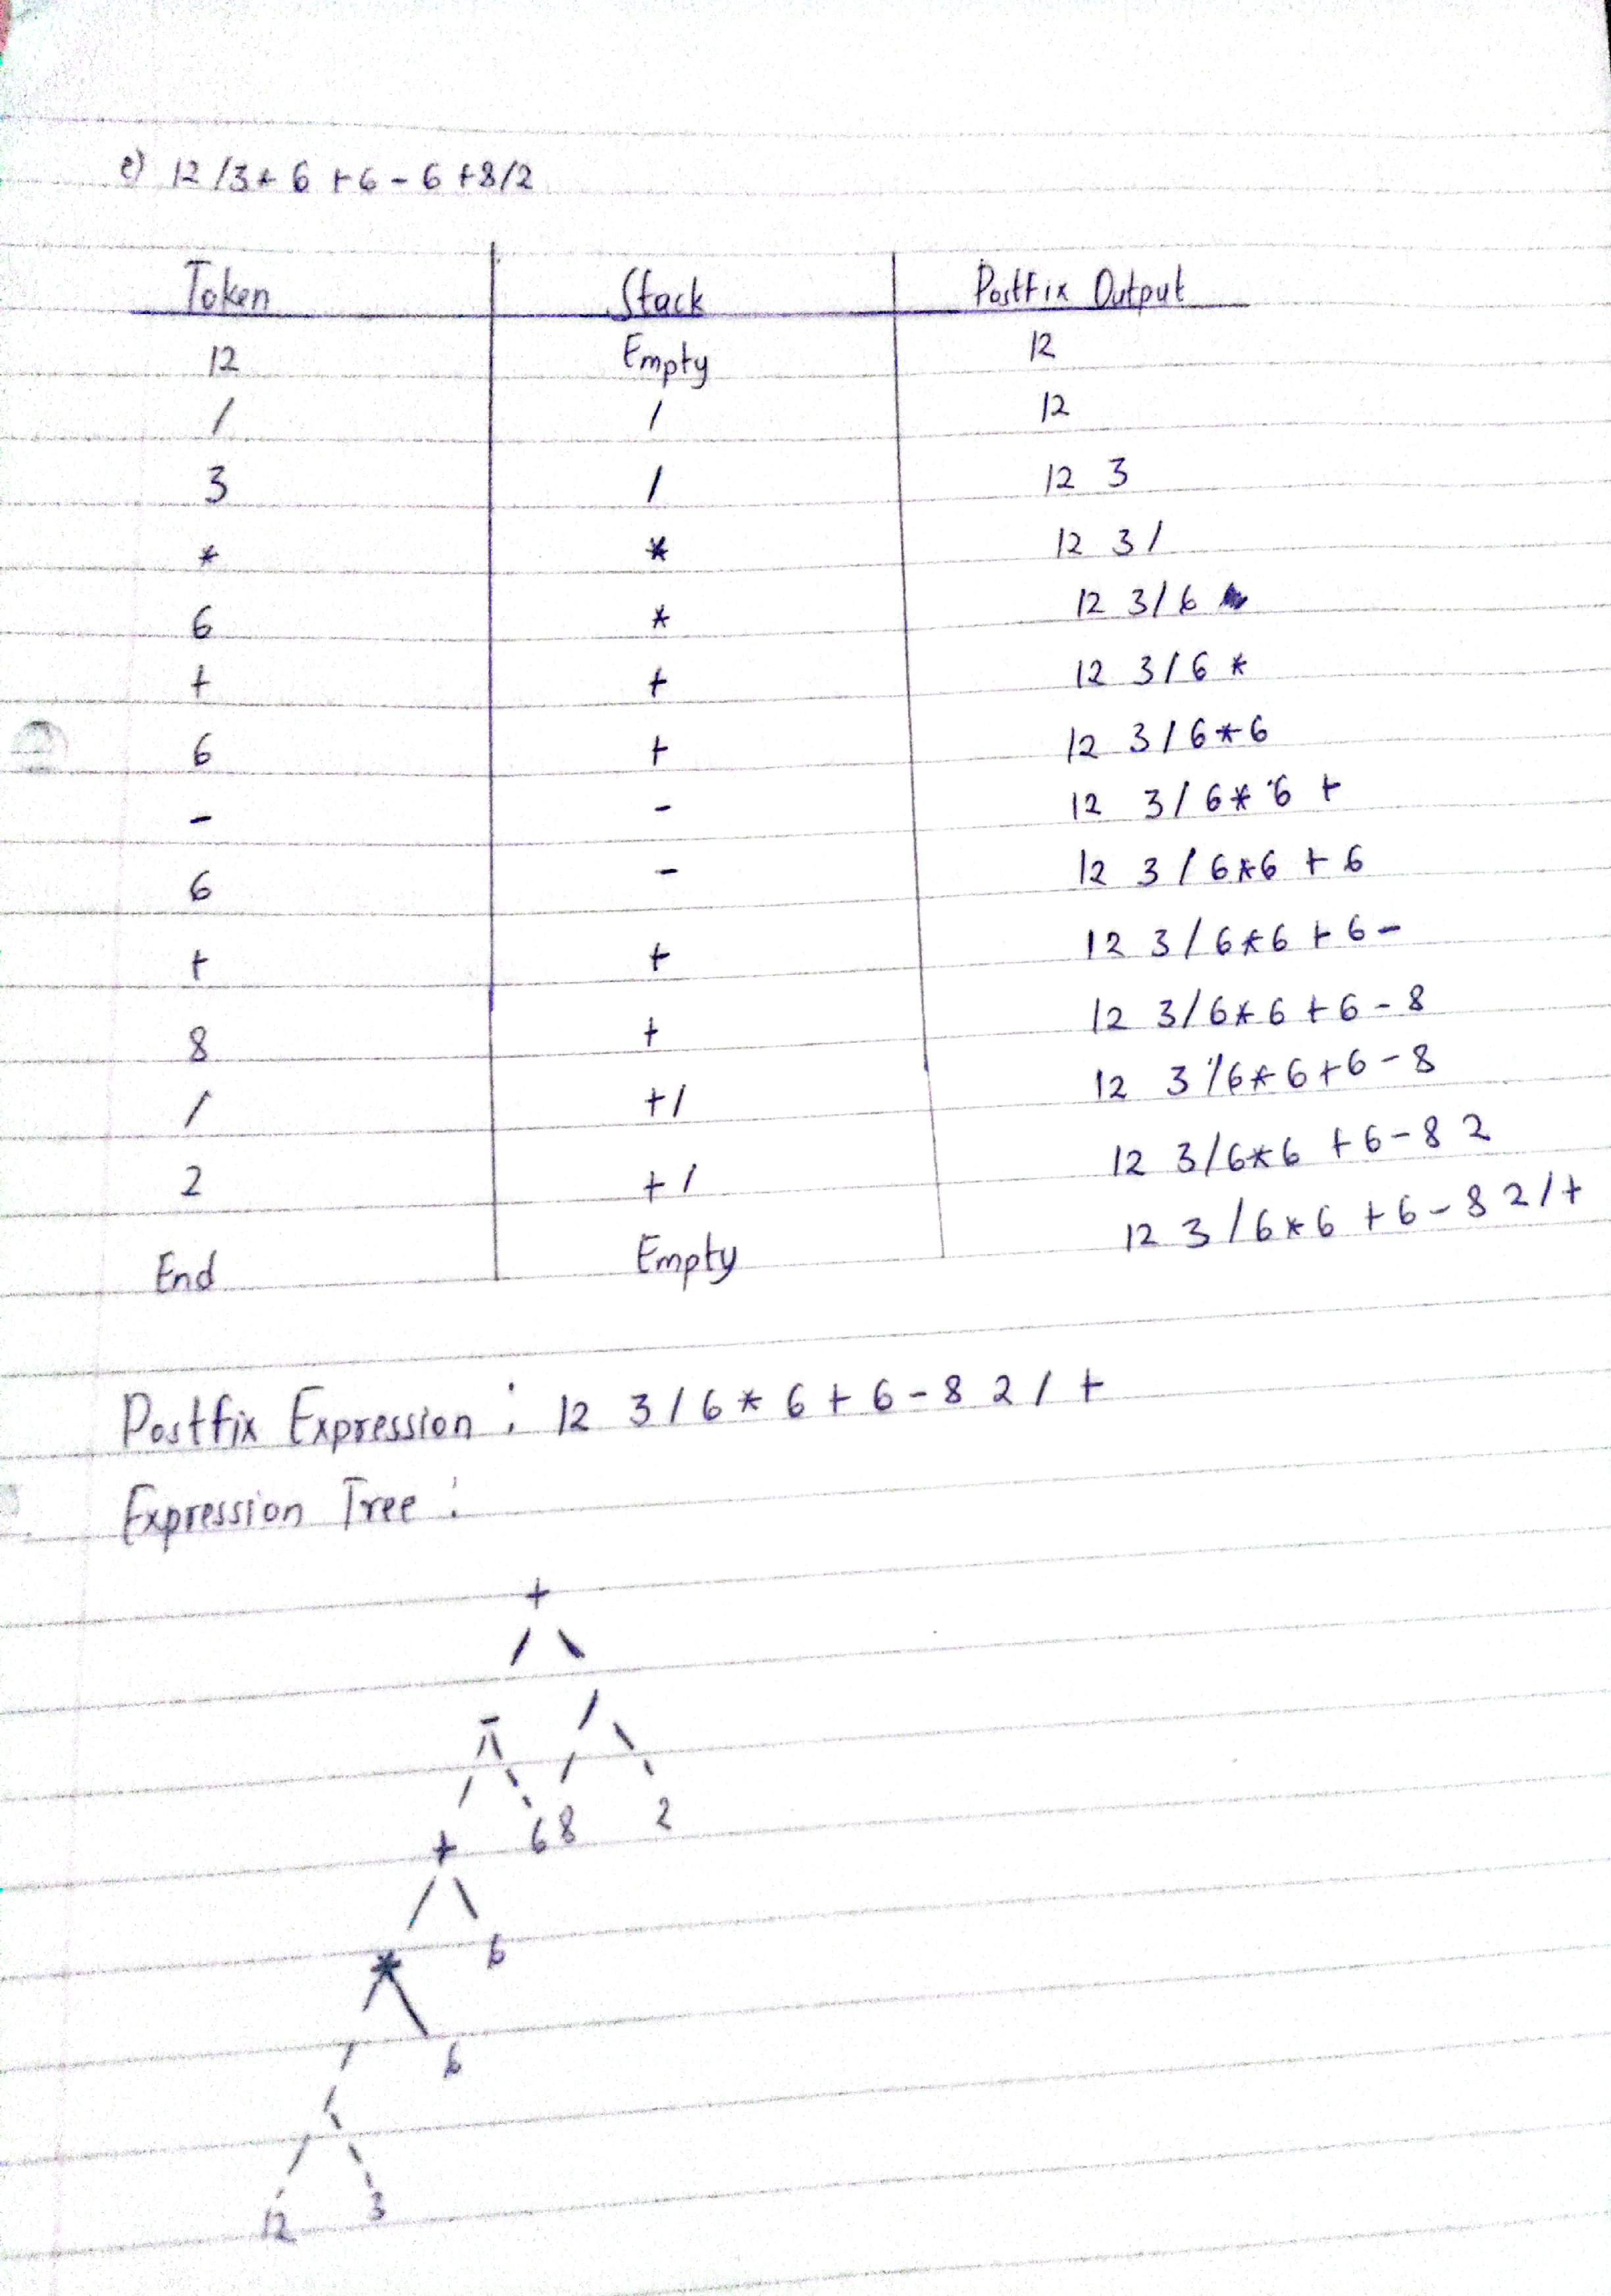 e) 12 /3* 6 +6 - 6 +8/2
Token Stack Postfix Output
12 Empty 12
/ / 12
3 / 12 3
* * 12 3/
6 * 12 3/6
+ + 12 3/6 *
6 + 12 3/6*6
- - 12 3/6*6 +
6 - 12 3/6*6 + 6
+ + 12 3/6*6 + 6-
8 + 12 3/6*6 +6 - 8
/ +/ 12 3/6*6+6-8
2 +/ 12 3/6*6 +6-8 2
End Empty 12 3/6*6 +6-8 2/+
Postfix Expression : 12 3/6 * 6 + 6 - 8 2 / +
Expression Tree :
+
- /
+ 6 8 2
* 6
/ 6
12 3